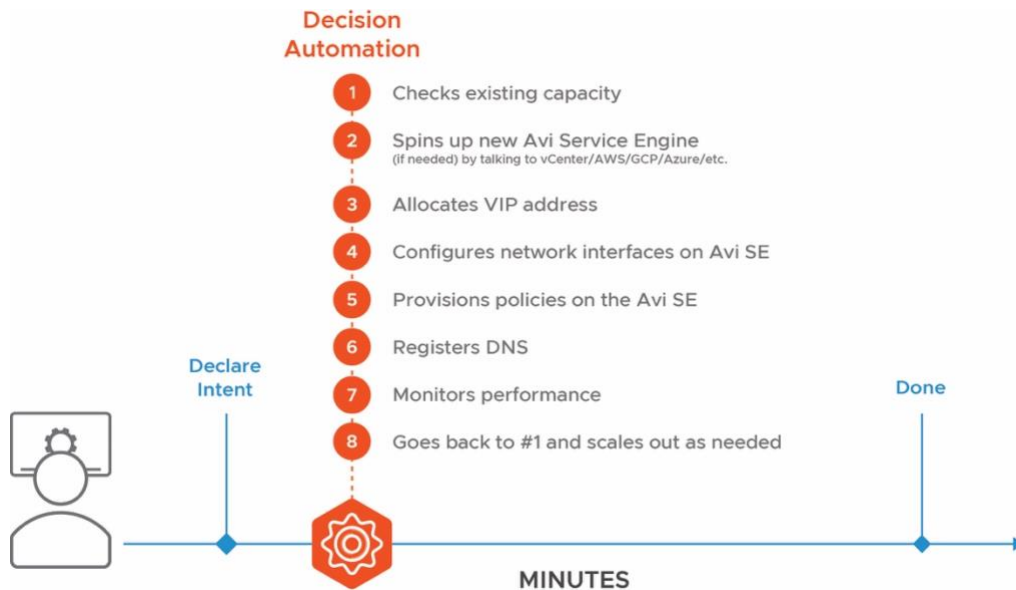 Decision
Automation
1 Checks existing capacity
2 Spins up new Avi Service Engine
(if needed) by talking to vCenter/AWS/GCP/Azure/etc.
3 Allocates VIP address
4 Configures network interfaces on Avi SE
5 Provisions policies on the Avi SE
6 Registers DNS
7 Monitors performance
8 Goes back to #1 and scales out as needed
Declare
Intent
Done
MINUTES